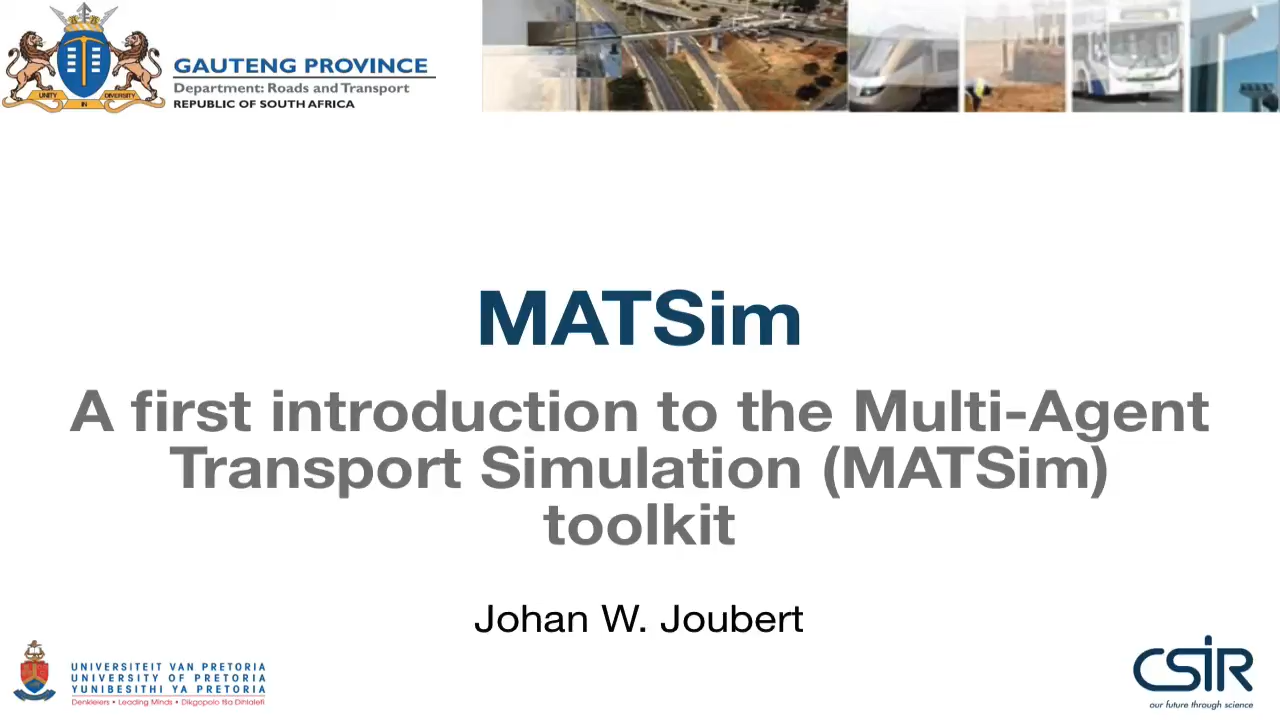 UNITY IN DIVERSITY
GAUTENG PROVINCE
Department: Roads and Transport
REPUBLIC OF SOUTH AFRICA
MATSim
A first introduction to the Multi-Agent
Transport Simulation (MATSim)
toolkit
Johan W. Joubert
UNIVERSITEIT VAN PRETORIA
UNIVERSITY OF PRETORIA
YUNIBESITHI YA PRETORIA
Denkleiers • Leading Minds • Dikgopolo tša Dihlalefi
CSIR
our future through science